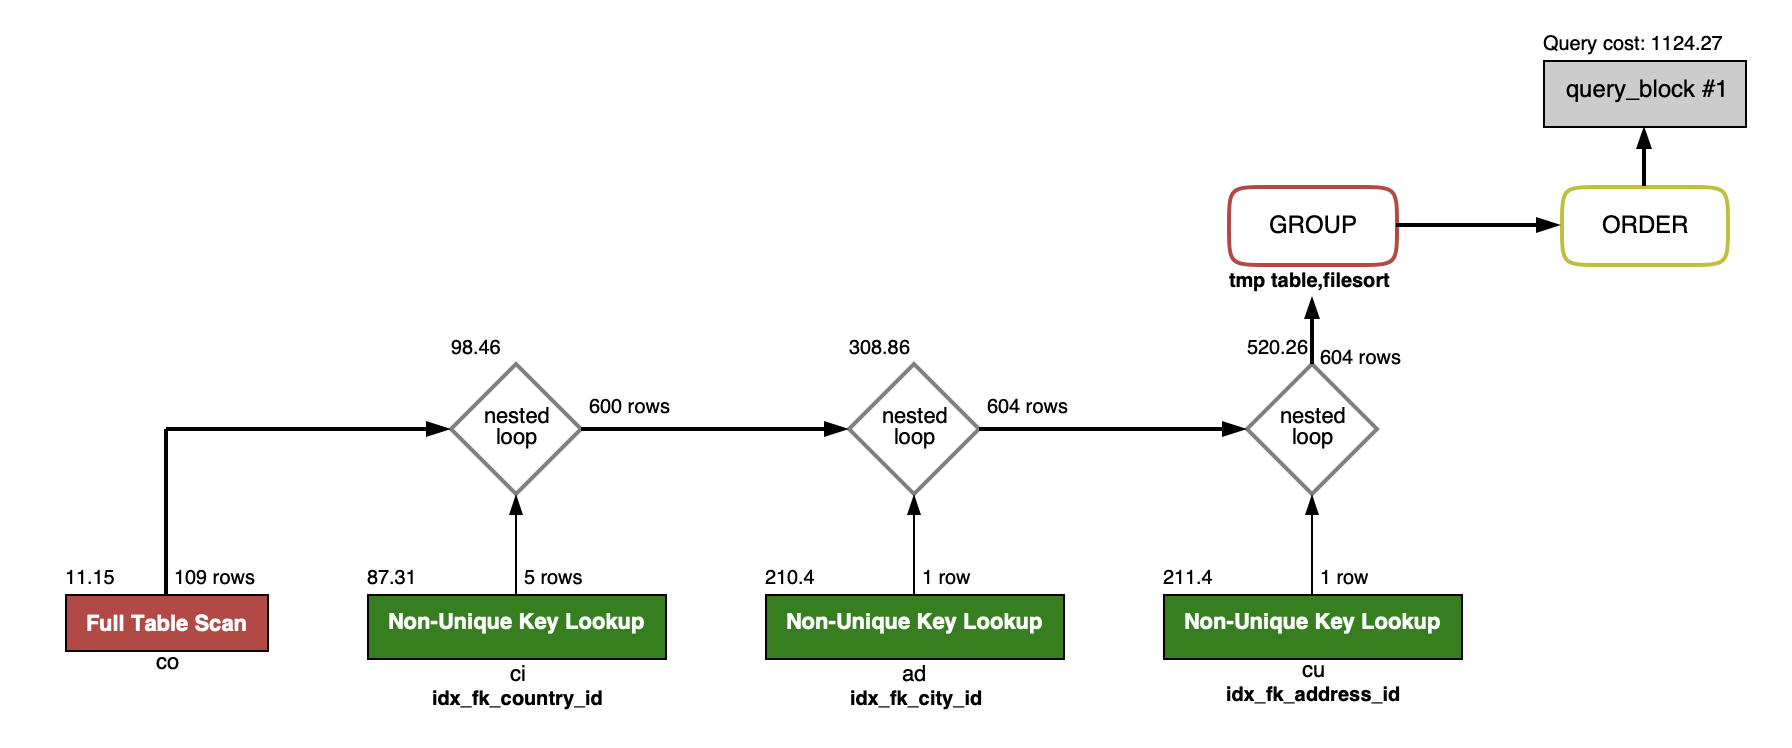 Query cost: 1124.27
query_block #1
GROUP
ORDER
tmp table,filesort
98.46
308.86
520.26
604 rows
nested
loop
600 rows
nested
loop
604 rows
nested
loop
11.15
109 rows
87.31
5 rows
210.4
1 row
211.4
1 row
Full Table Scan
Non-Unique Key Lookup
Non-Unique Key Lookup
Non-Unique Key Lookup
co
ci
idx_fk_country_id
ad
idx_fk_city_id
cu
idx_fk_address_id